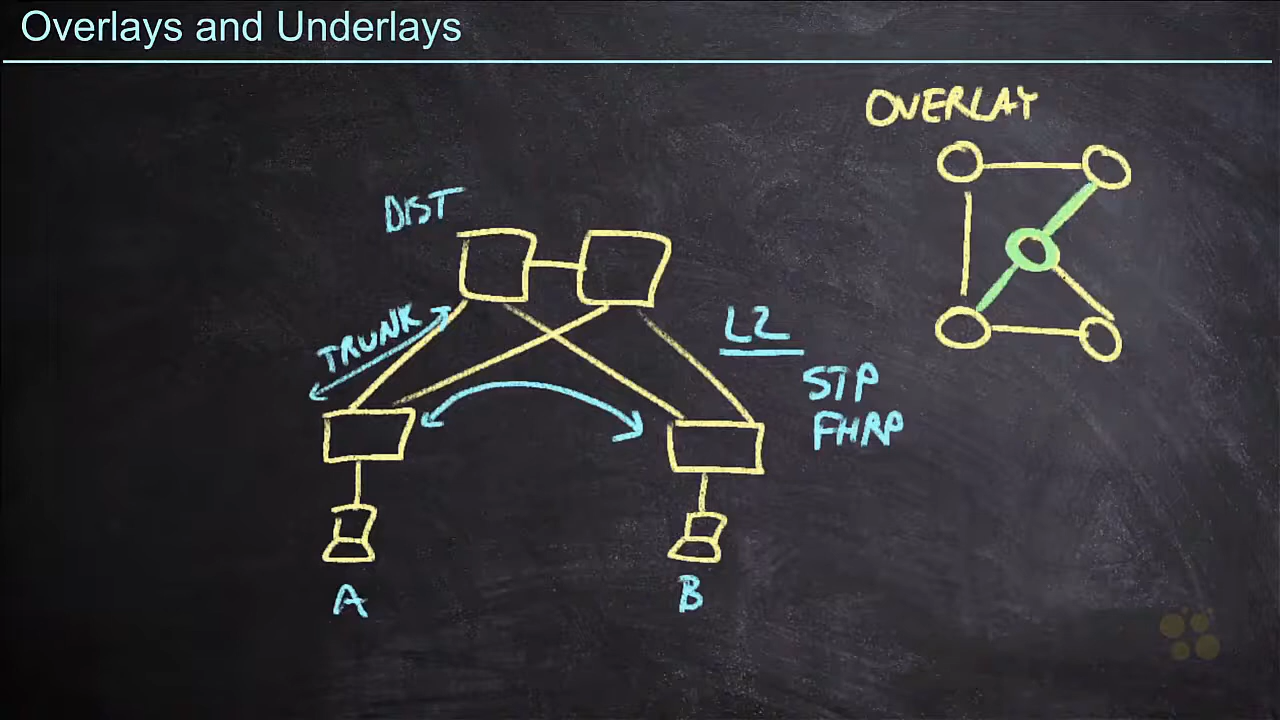 Overlays and Underlays
OVERLAY
DIST
TRUNK
L2
STP
FHRP
A
B